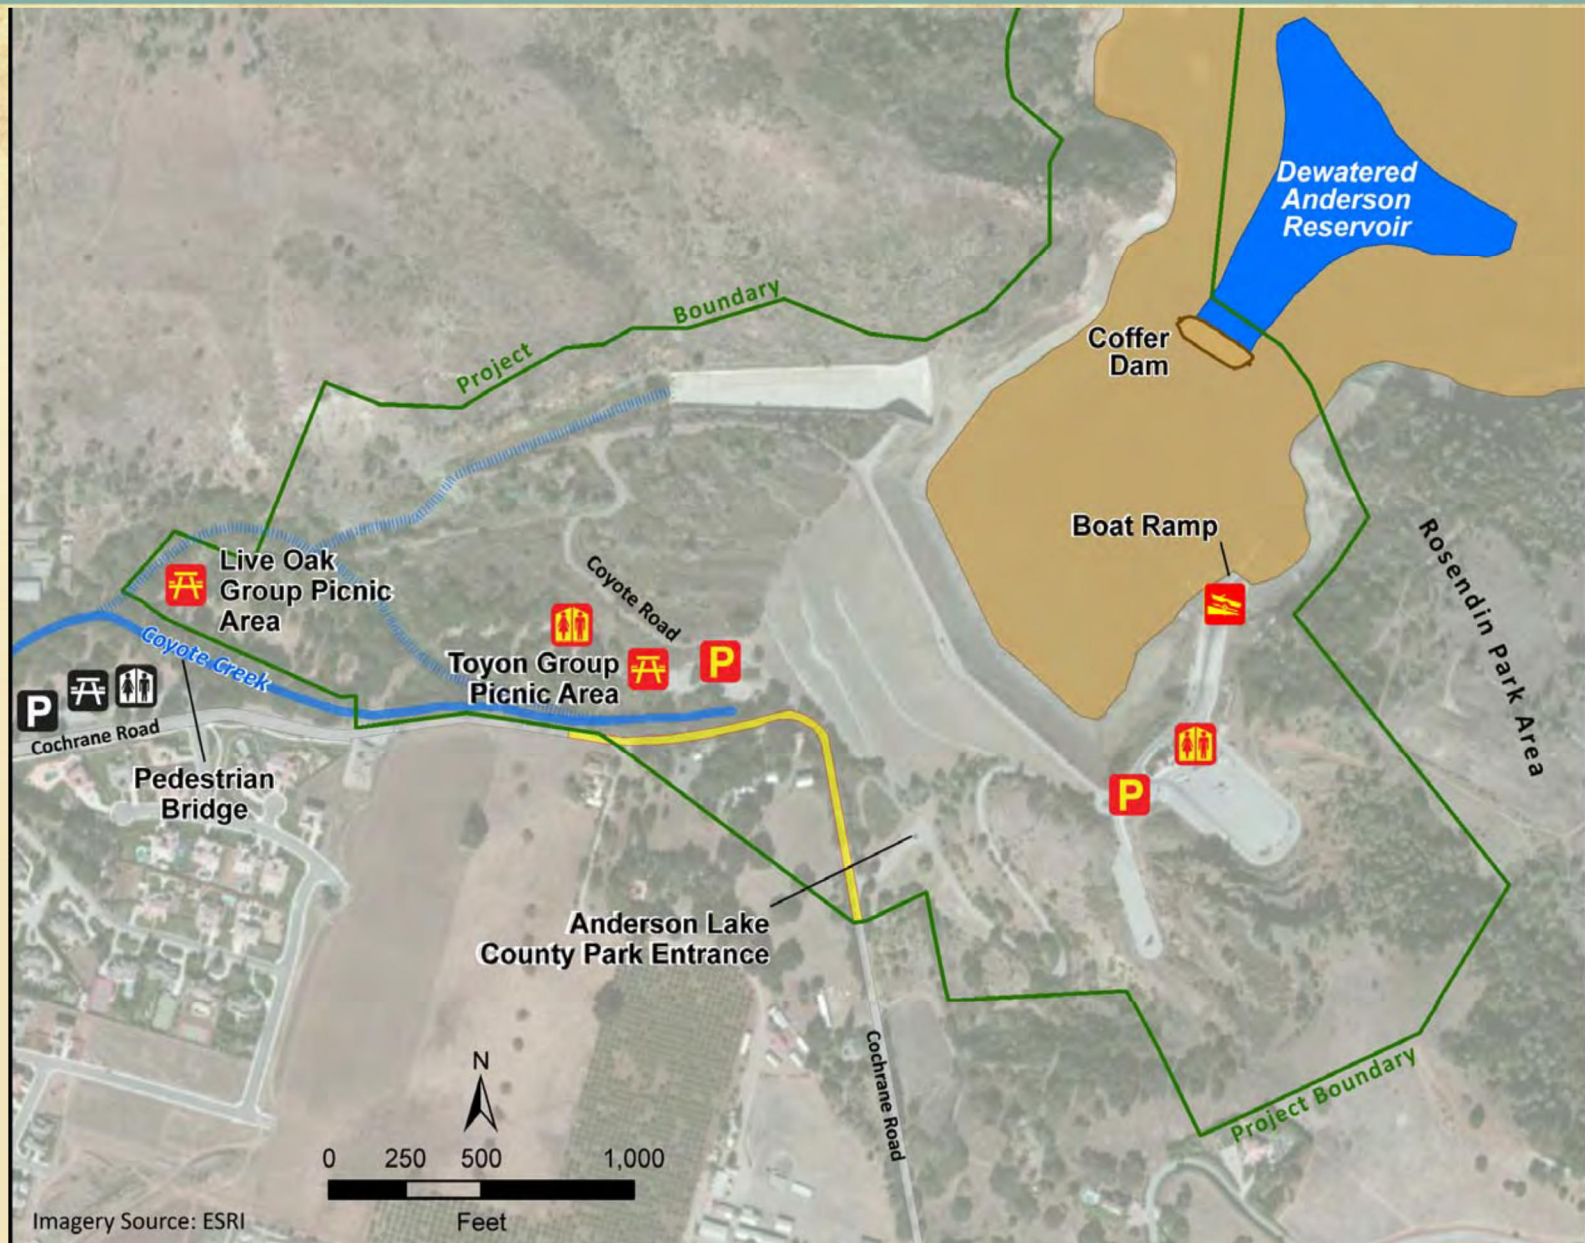 Dewatered
Anderson
Reservoir
Project Boundary
Coffer
Dam
Boat Ramp
Rosendin Park Area
Live Oak
Group Picnic
Area
Coyote Road
Toyon Group
Picnic Area
P
Coyote Creek
P
Cochrane Road
Pedestrian
Bridge
P
Anderson Lake
County Park Entrance
Cochrane Road
Project Boundary
N
0 250 500 1,000
Feet
Imagery Source: ESRI